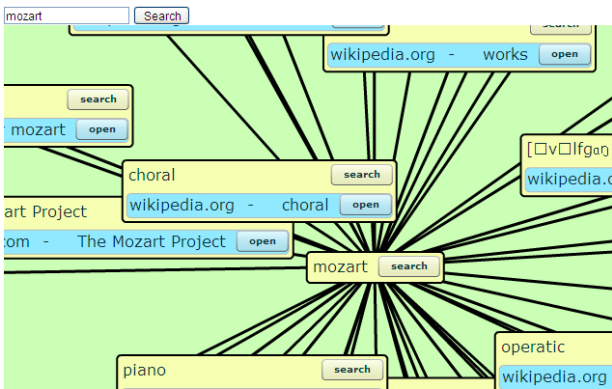 mozart Search
search
wikipedia.org - works open
search
mozart open
[□v□lfgɑŋ
wikipedia.o
choral search
wikipedia.org - choral open
art Project
com - The Mozart Project open
mozart search
operatic
wikipedia.org
piano search